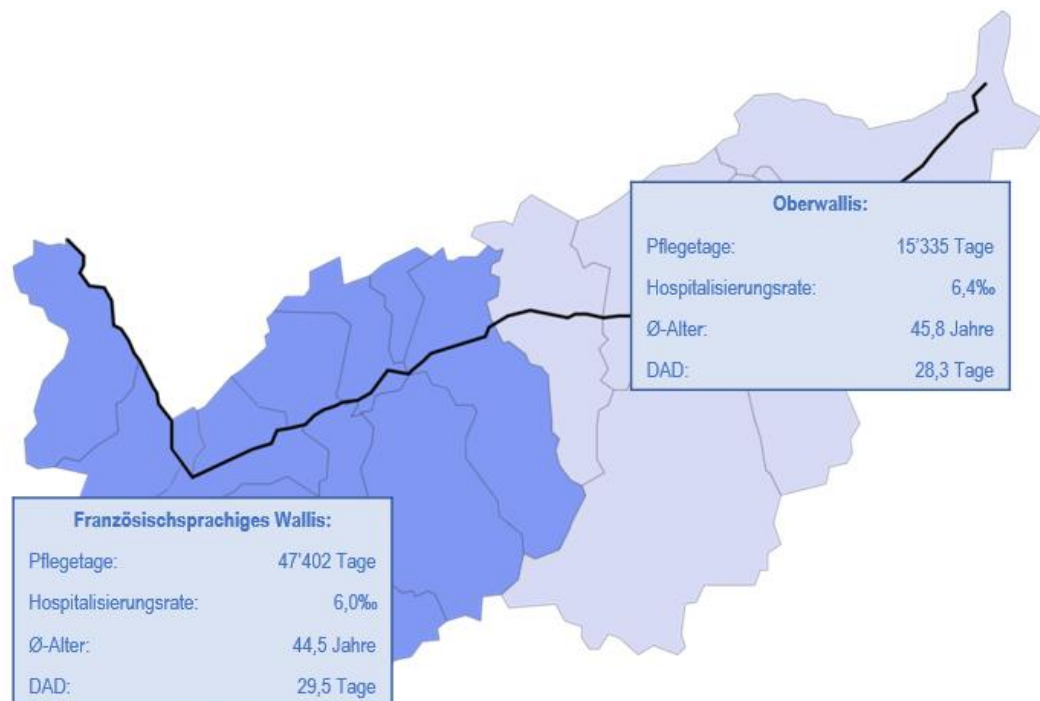 Oberwallis:
Pflegetage: 15'335 Tage
Hospitalisierungsrate: 6,4‰
Ø-Alter: 45,8 Jahre
DAD: 28,3 Tage
Französischsprachiges Wallis:
Pflegetage: 47'402 Tage
Hospitalisierungsrate: 6,0‰
Ø-Alter: 44,5 Jahre
DAD: 29,5 Tage